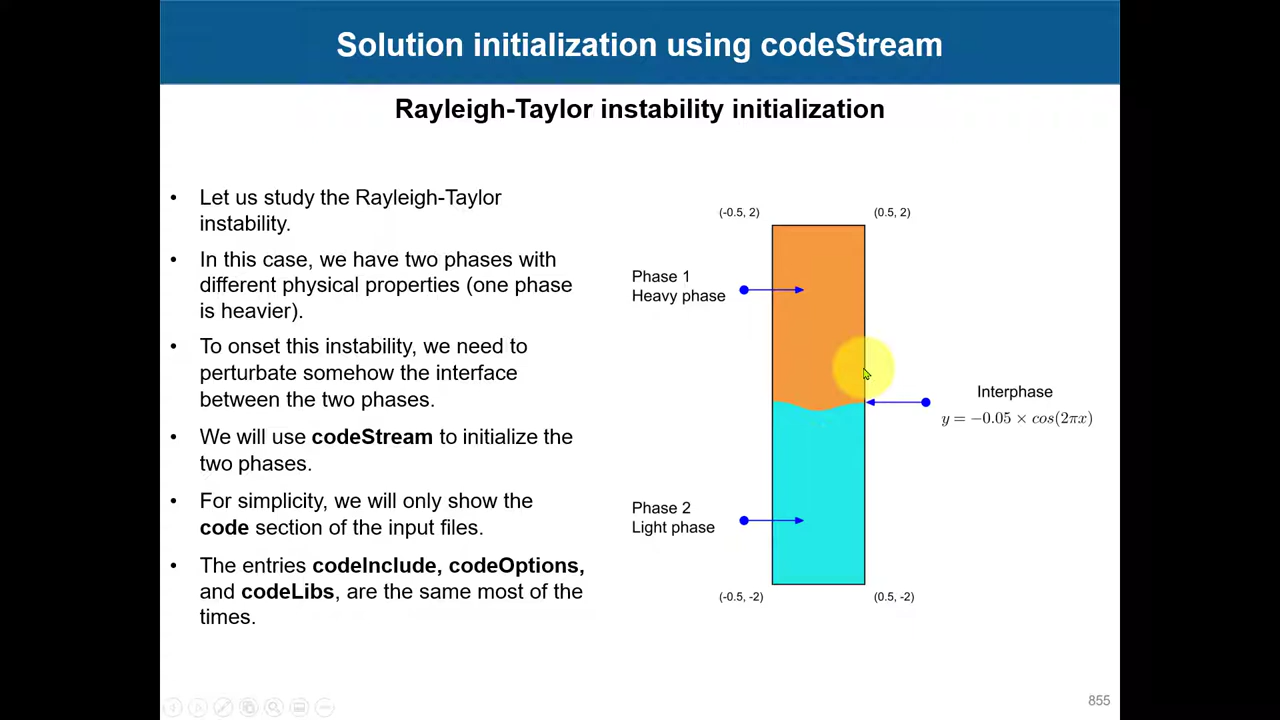 Solution initialization using codeStream
Rayleigh-Taylor instability initialization
• Let us study the Rayleigh-Taylor
instability.
• In this case, we have two phases with
different physical properties (one phase
is heavier).
• To onset this instability, we need to
perturbate somehow the interface
between the two phases.
• We will use codeStream to initialize the
two phases.
• For simplicity, we will only show the
code section of the input files.
• The entries codeInclude, codeOptions,
and codeLibs, are the same most of the
times.
(-0.5, 2)
(0.5, 2)
Phase 1
Heavy phase
Interphase
y = −0.05 × cos(2πx)
Phase 2
Light phase
(-0.5, -2)
(0.5, -2)
855